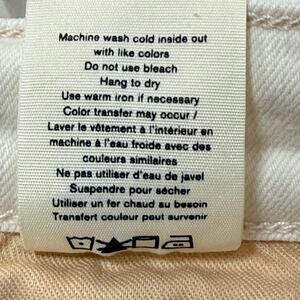 Machine wash cold inside out
with like colors
Do not use bleach
Hang to dry
Use warm iron if necessary
Color transfer may occur /
Laver le vêtement à l'intérieur en
machine à l'eau froide avec des
couleurs similaires
Ne pas utiliser d'eau de javel
Suspendre pour sécher
Utiliser un fer chaud au besoin
Transfert couleur peut survenir